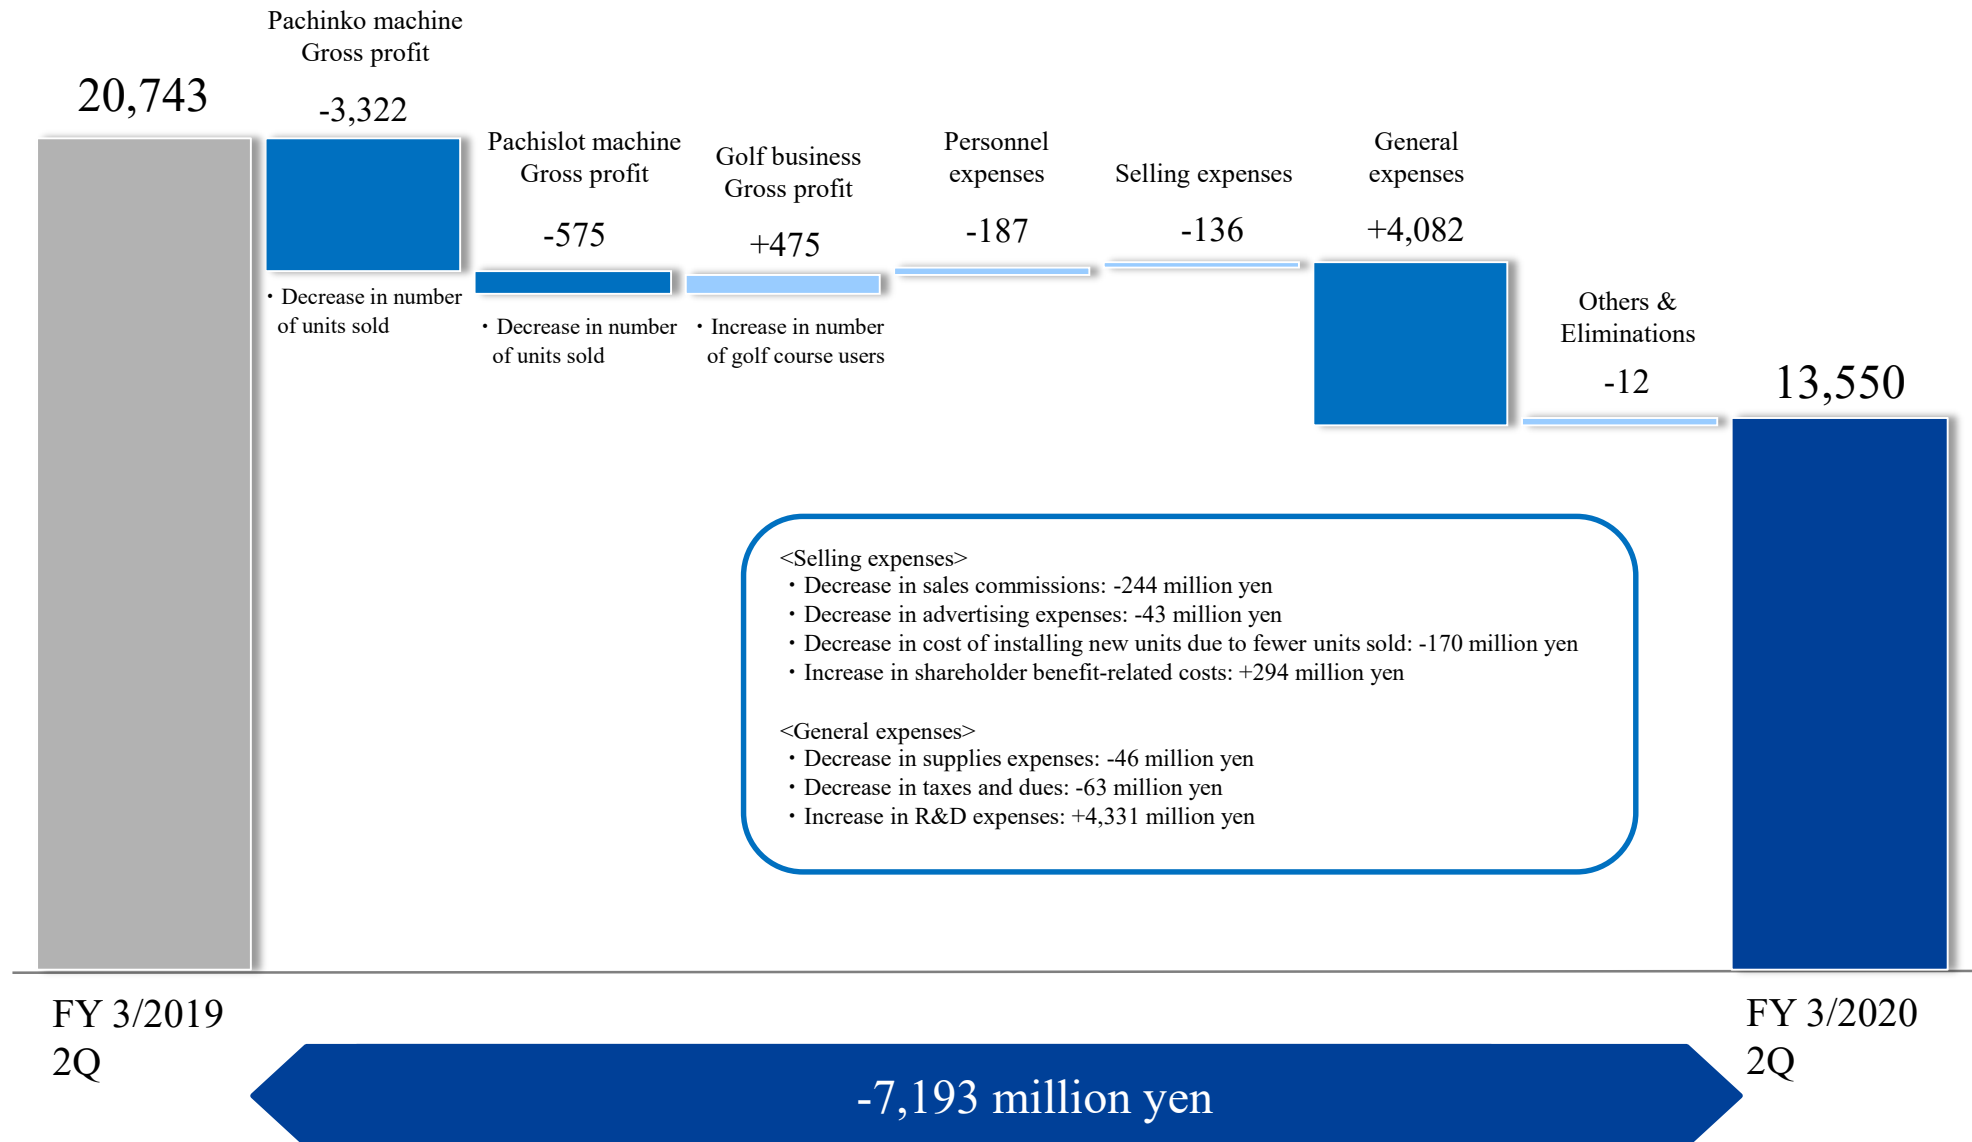 Pachinko machine
Gross profit
-3,322
20,743
Pachislot machine
Gross profit
-575
Golf business
Gross profit
+475
Personnel
expenses
-187
Selling expenses
-136
General
expenses
+4,082
Others &
Eliminations
-12
13,550
・Decrease in number
of units sold
・Decrease in number
of units sold
・Increase in number
of golf course users
<Selling expenses>
・Decrease in sales commissions: -244 million yen
・Decrease in advertising expenses: -43 million yen
・Decrease in cost of installing new units due to fewer units sold: -170 million yen
・Increase in shareholder benefit-related costs: +294 million yen
<General expenses>
・Decrease in supplies expenses: -46 million yen
・Decrease in taxes and dues: -63 million yen
・Increase in R&D expenses: +4,331 million yen
FY 3/2019
2Q
FY 3/2020
2Q
-7,193 million yen